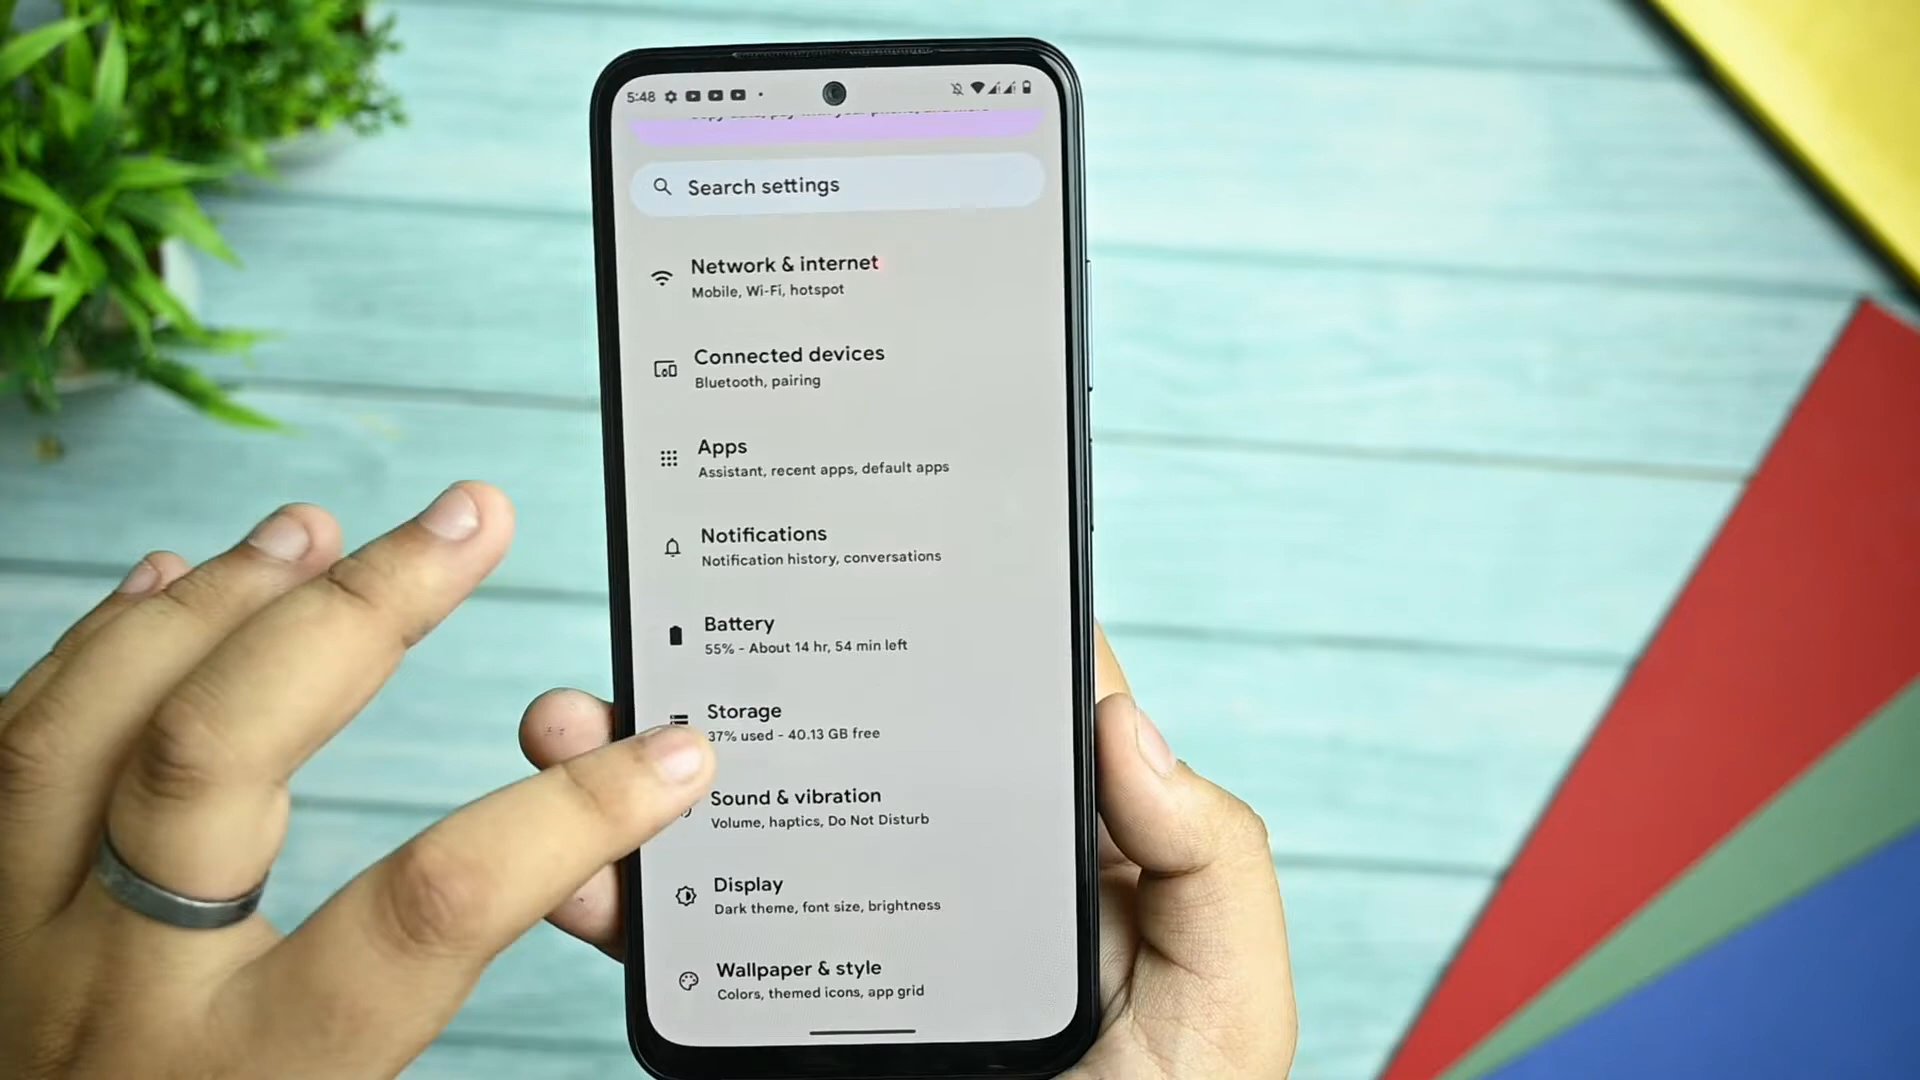 5:48
Search settings
Network & internet
Mobile, Wi-Fi, hotspot
Connected devices
Bluetooth, pairing
Apps
Assistant, recent apps, default apps
Notifications
Notification history, conversations
Battery
55% - About 14 hr, 54 min left
Storage
37% used - 40.13 GB free
Sound & vibration
Volume, haptics, Do Not Disturb
Display
Dark theme, font size, brightness
Wallpaper & style
Colors, themed icons, app grid